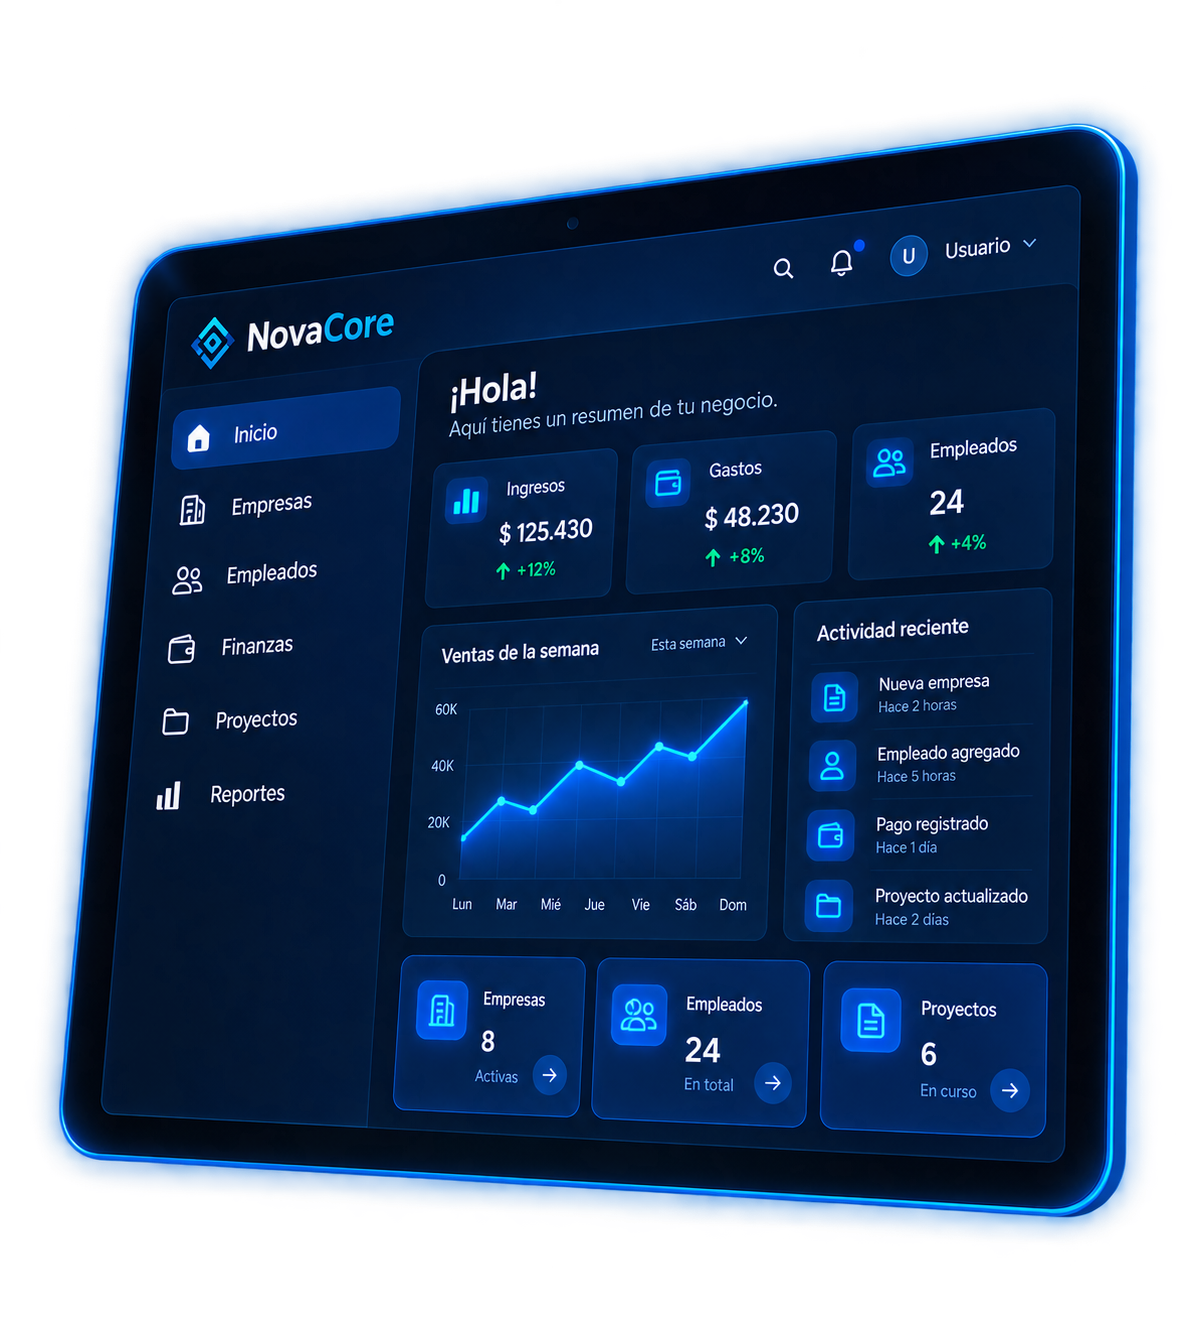 U
Usuario
NovaCore
Inicio
Empresas
Empleados
Finanzas
Proyectos
Reportes
¡Hola!
Aquí tienes un resumen de tu negocio.
Ingresos
$ 125.430
+12%
Gastos
$ 48.230
+8%
Empleados
24
+4%
Ventas de la semana
Esta semana
60K
40K
20K
0
Lun Mar Mié Jue Vie Sáb Dom
Actividad reciente
Nueva empresa
Hace 2 horas
Empleado agregado
Hace 5 horas
Pago registrado
Hace 1 día
Proyecto actualizado
Hace 2 días
Empresas
8
Activas
Empleados
24
En total
Proyectos
6
En curso